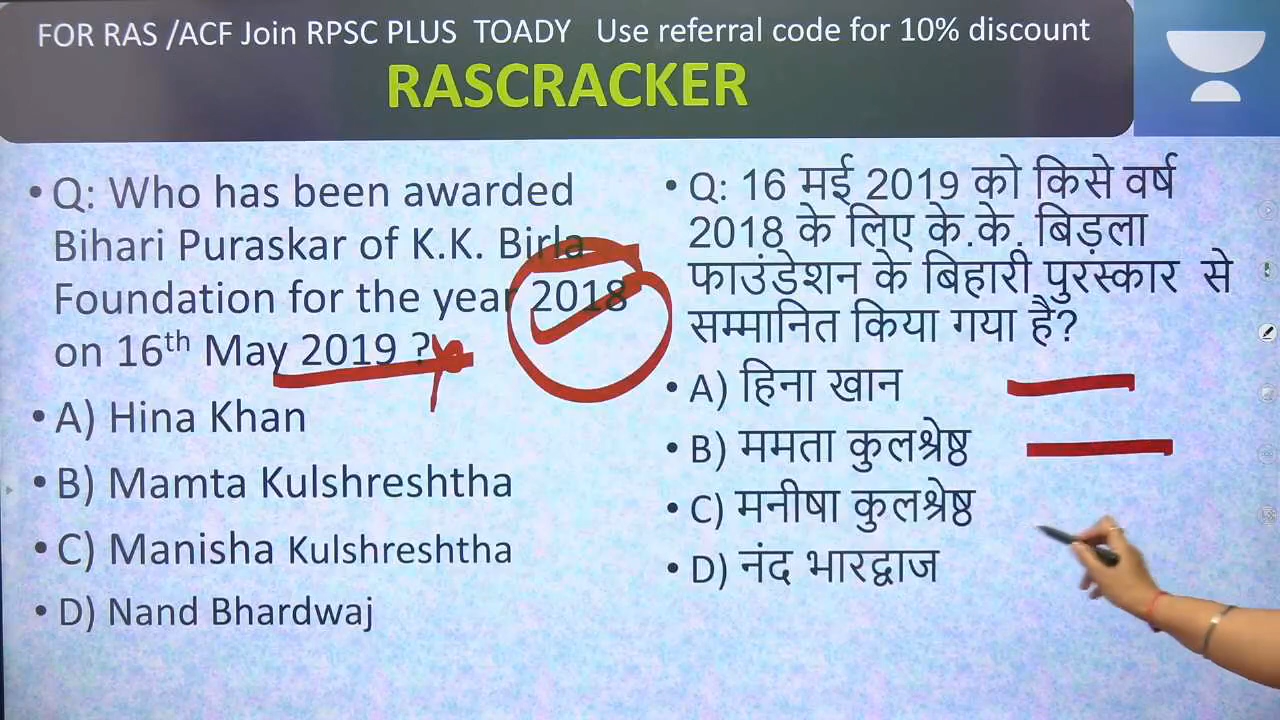 FOR RAS /ACF Join RPSC PLUS TOADY Use referral code for 10% discount
RASCRACKER
• Q: Who has been awarded
Bihari Puraskar of K.K. Birla
Foundation for the year 2018
on 16th May 2019 ?
• A) Hina Khan
• B) Mamta Kulshreshtha
• C) Manisha Kulshreshtha
• D) Nand Bhardwaj
• Q: 16 मई 2019 को किसे वर्ष
2018 के लिए के.के. बिड़ला
फाउंडेशन के बिहारी पुरस्कार से
सम्मानित किया गया है?
• A) हिना खान
• B) ममता कुलश्रेष्ठ
• C) मनीषा कुलश्रेष्ठ
• D) नंद भारद्वाज